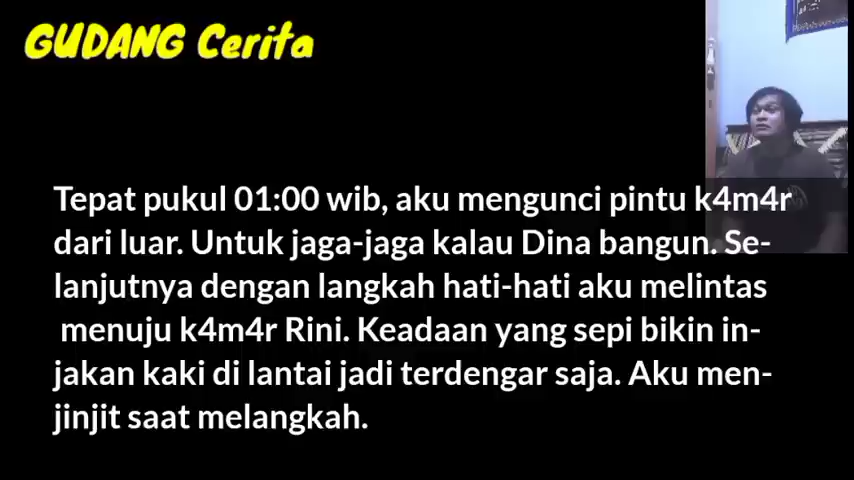 GUDANG Cerita
Tepat pukul 01:00 wib, aku mengunci pintu k4m4r
dari luar. Untuk jaga-jaga kalau Dina bangun. Se-
lanjutnya dengan langkah hati-hati aku melintas
menuju k4m4r Rini. Keadaan yang sepi bikin in-
jakan kaki di lantai jadi terdengar saja. Aku men-
jinjit saat melangkah.